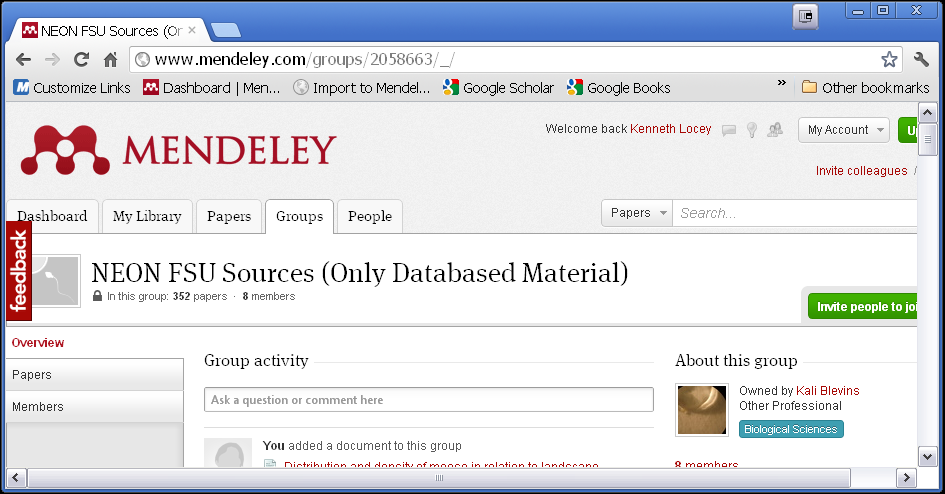 NEON FSU Sources (Or
www.mendeley.com/groups/2058663/_/
Customize Links Dashboard | Men... Import to Mendel... Google Scholar Google Books » Other bookmarks
MENDELEY
Welcome back Kenneth Locey
My Account
Up
Invite colleagues /
Dashboard My Library Papers Groups People
Papers Search...
feedback
NEON FSU Sources (Only Databased Material)
In this group: 352 papers · 8 members
Invite people to joi
Overview
Papers
Members
Group activity
Ask a question or comment here
You added a document to this group
Distribution and density of moose in relation to landscape
About this group
Owned by Kali Blevins
Other Professional
Biological Sciences
8 members